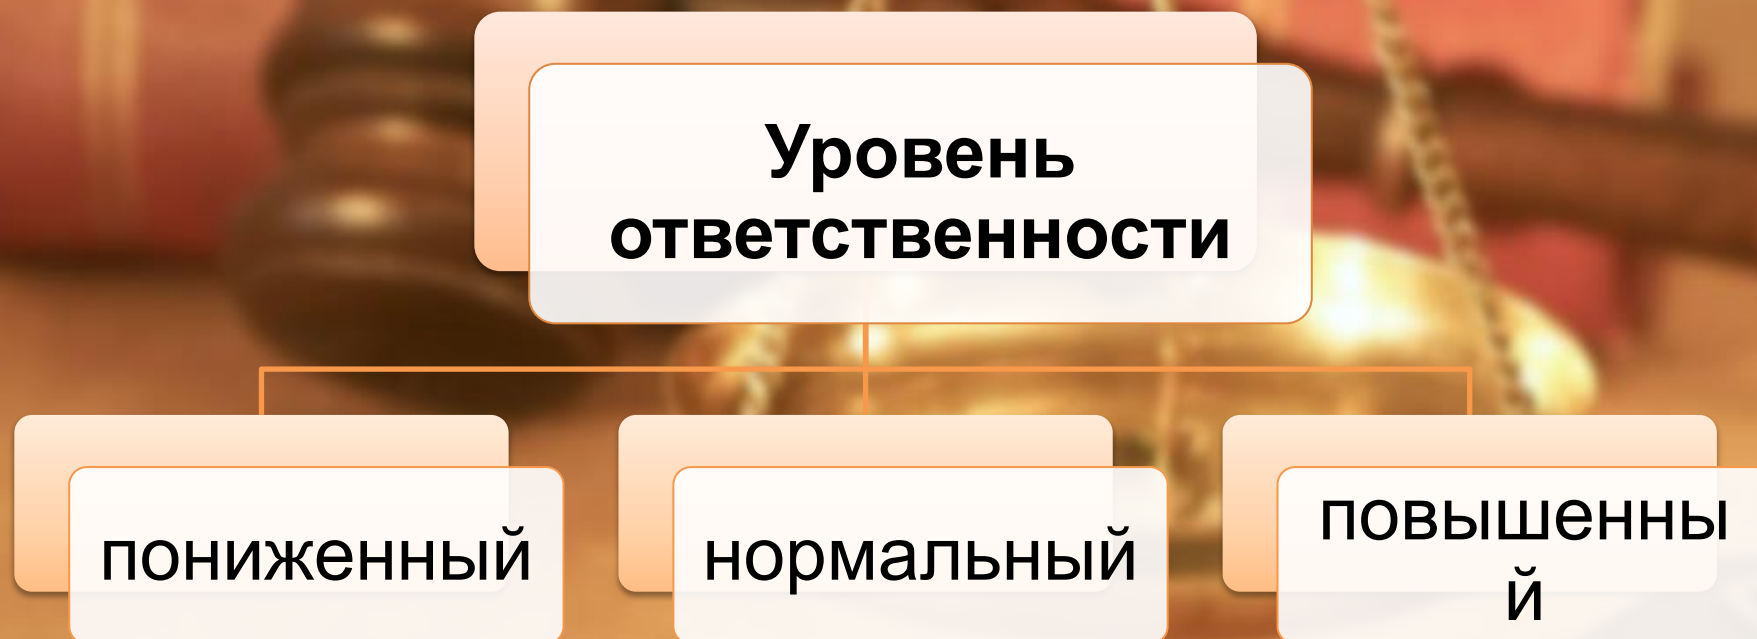 Уровень
ответственности
пониженный
нормальный
повышенны
й